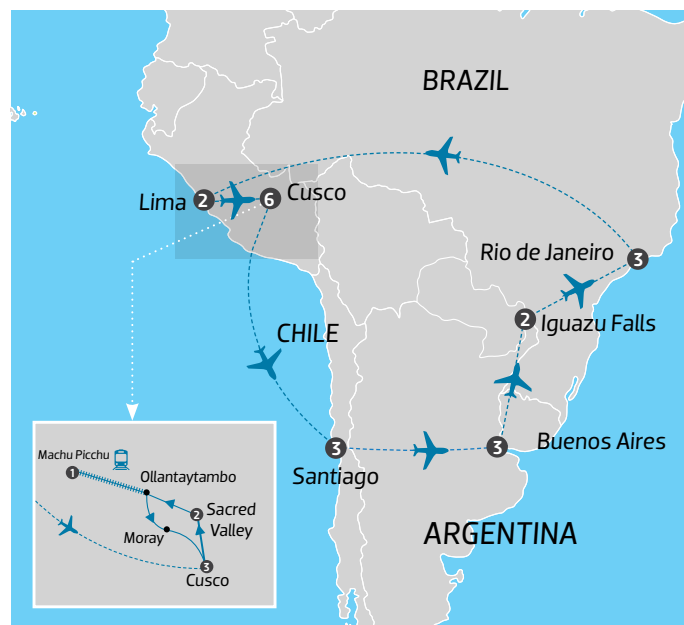 BRAZIL
Lima
2
6
Cusco
Rio de Janeiro
3
2
Iguazu Falls
CHILE
3
Santiago
3
Buenos Aires
ARGENTINA
Machu Picchu
1
Ollantaytambo
2
Sacred
Valley
Moray
3
Cusco